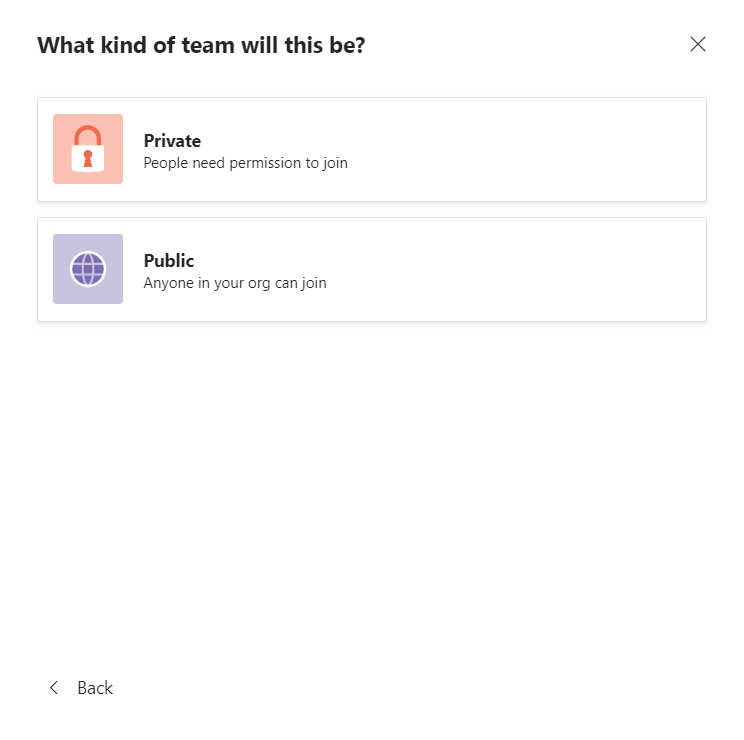 What kind of team will this be?
Private
People need permission to join
Public
Anyone in your org can join
Back